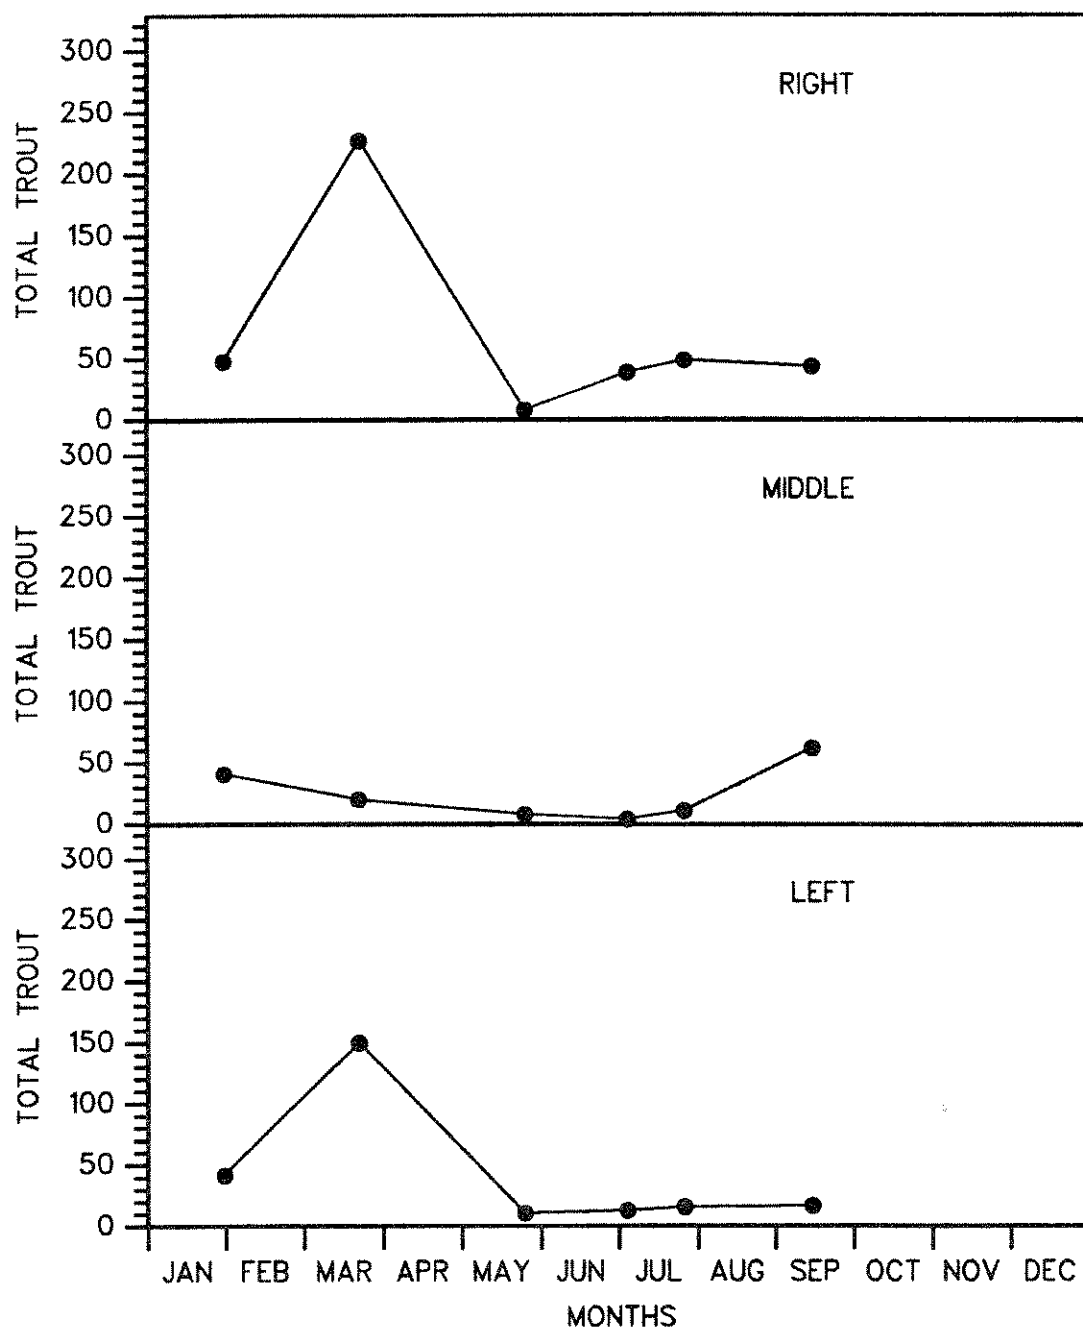 300
250
200
150
100
50
0
TOTAL TROUT
RIGHT
300
250
200
150
100
50
0
TOTAL TROUT
MIDDLE
300
250
200
150
100
50
0
TOTAL TROUT
LEFT
JAN FEB MAR APR MAY JUN JUL AUG SEP OCT NOV DEC
MONTHS